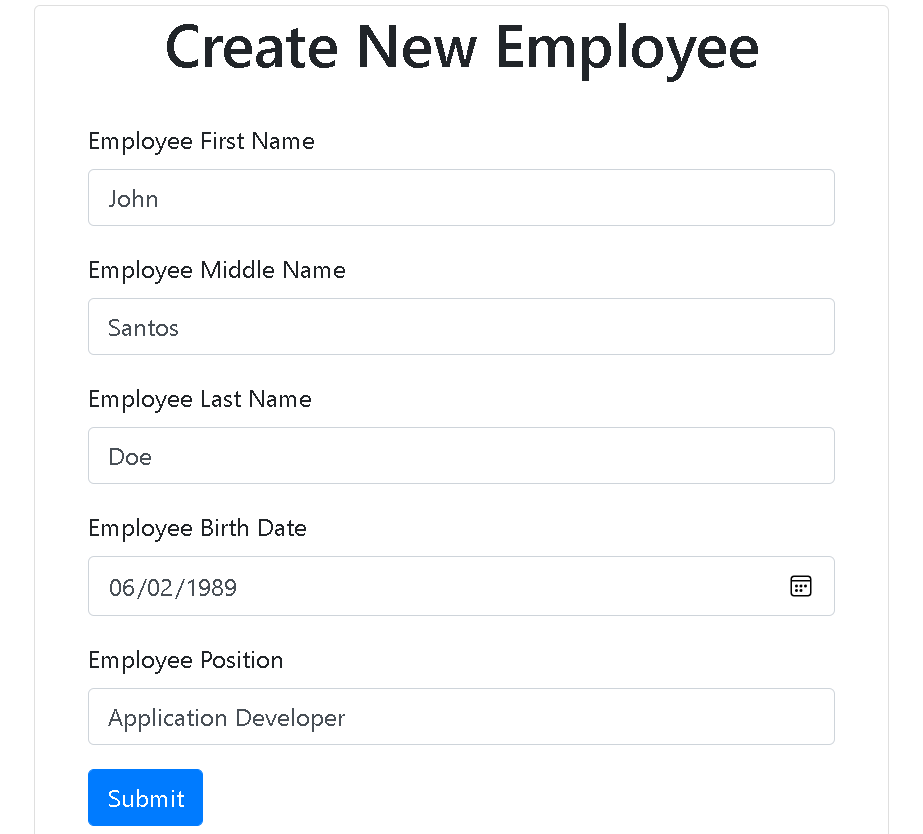 Create New Employee
Employee First Name
John
Employee Middle Name
Santos
Employee Last Name
Doe
Employee Birth Date
06/02/1989
Employee Position
Application Developer
Submit